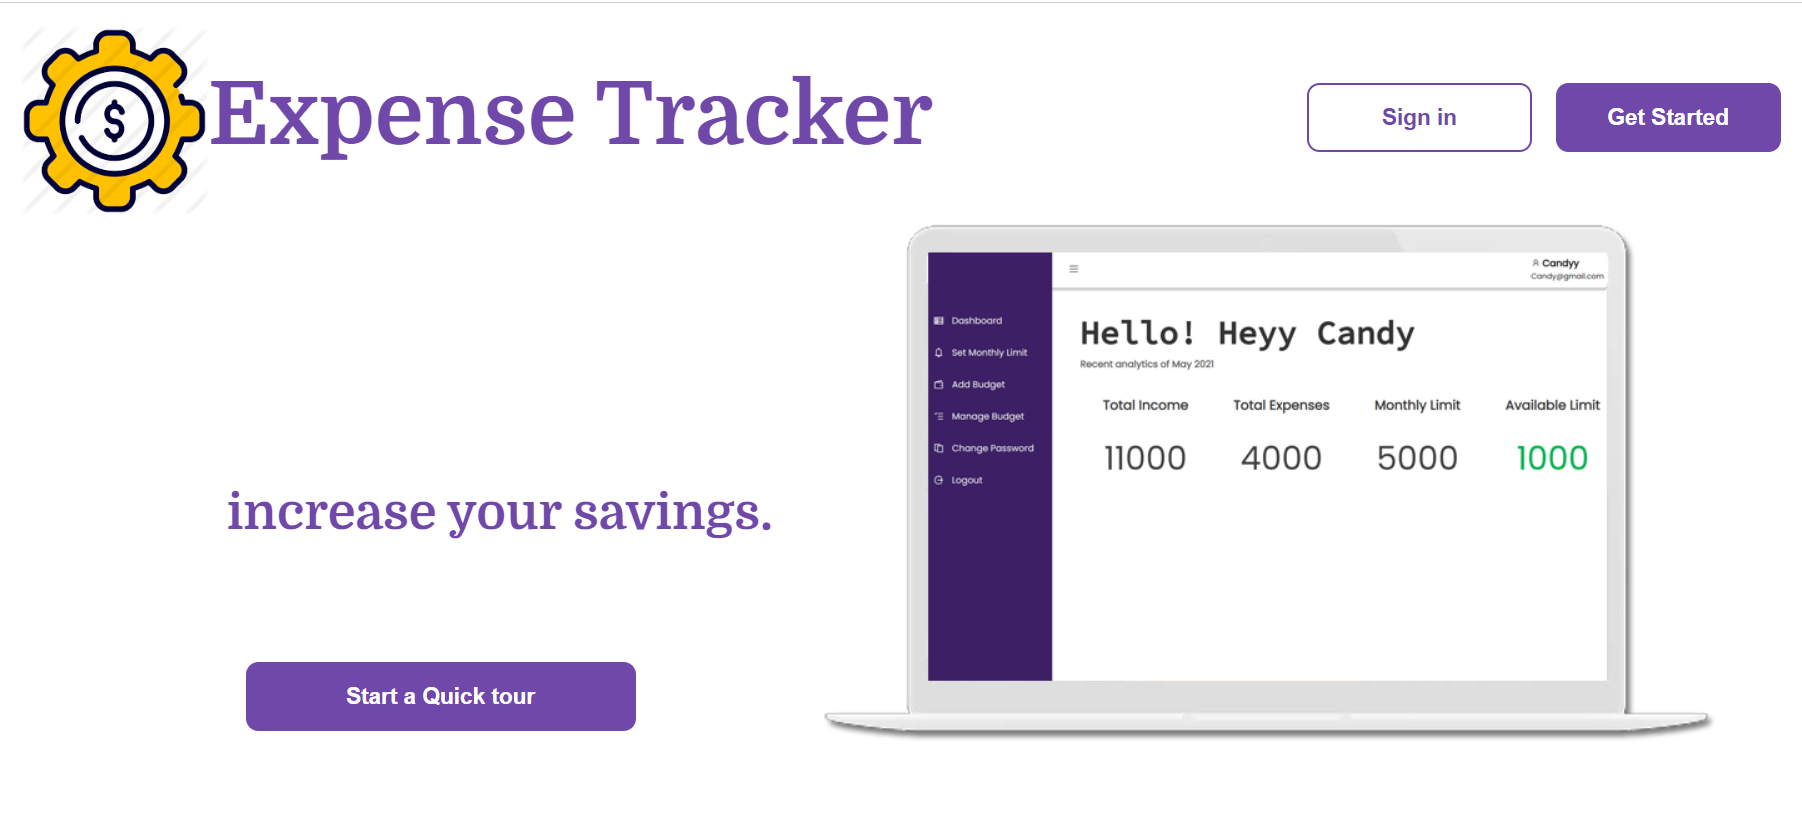 $
Expense Tracker
Sign in
Get Started
Candyy
Candy@gmail.com
Dashboard
Set Monthly Limit
Add Budget
Manage Budget
Change Password
Logout
Hello! Heyy Candy
Recent analytics of May 2021
Total Income Total Expenses Monthly Limit Available Limit
11000 4000 5000 1000
increase your savings.
Start a Quick tour